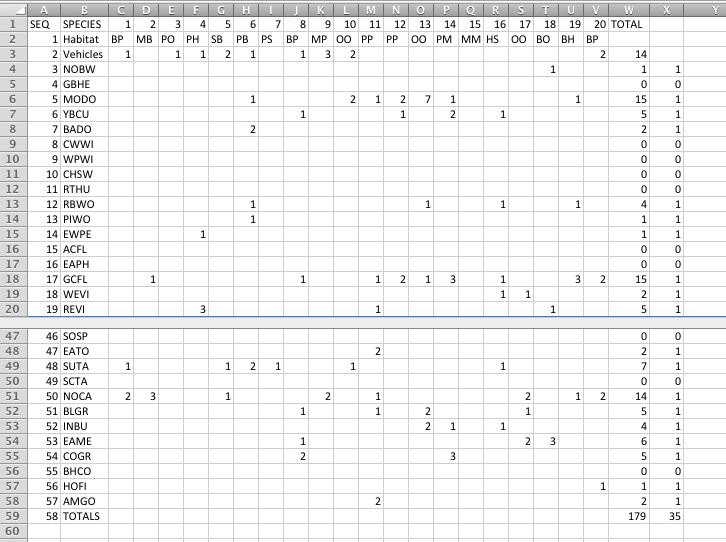 A B C D E F G H I J K L M N O P Q R S T U V W X Y
1 SEQ SPECIES 1 2 3 4 5 6 7 8 9 10 11 12 13 14 15 16 17 18 19 20 TOTAL
2 1 Habitat BP MB PO PH SB PB PS BP MP OO PP PP OO PM MM HS OO BO BH BP
3 2 Vehicles 1 1 1 2 1 1 3 2 2 14
4 3 NOBW 1 1 1
5 4 GBHE 0 0
6 5 MODO 1 2 1 2 7 1 1 15 1
7 6 YBCU 1 1 2 1 5 1
8 7 BADO 2 2 1
9 8 CWWI 0 0
10 9 WPWI 0 0
11 10 CHSW 0 0
12 11 RTHU 0 0
13 12 RBWO 1 1 1 1 4 1
14 13 PIWO 1 1 1
15 14 EWPE 1 1 1
16 15 ACFL 0 0
17 16 EAPH 0 0
18 17 GCFL 1 1 1 2 1 3 1 3 2 15 1
19 18 WEVI 1 1 2 1
20 19 REVI 3 1 1 5 1
47 46 SOSP 0 0
48 47 EATO 2 2 1
49 48 SUTA 1 1 2 1 1 1 7 1
50 49 SCTA 0 0
51 50 NOCA 2 3 1 2 1 2 1 2 14 1
52 51 BLGR 1 1 2 1 5 1
53 52 INBU 2 1 1 4 1
54 53 EAME 1 2 3 6 1
55 54 COGR 2 3 5 1
56 55 BHCO 0 0
57 56 HOFI 1 1 1
58 57 AMGO 2 2 1
59 58 TOTALS 179 35
60